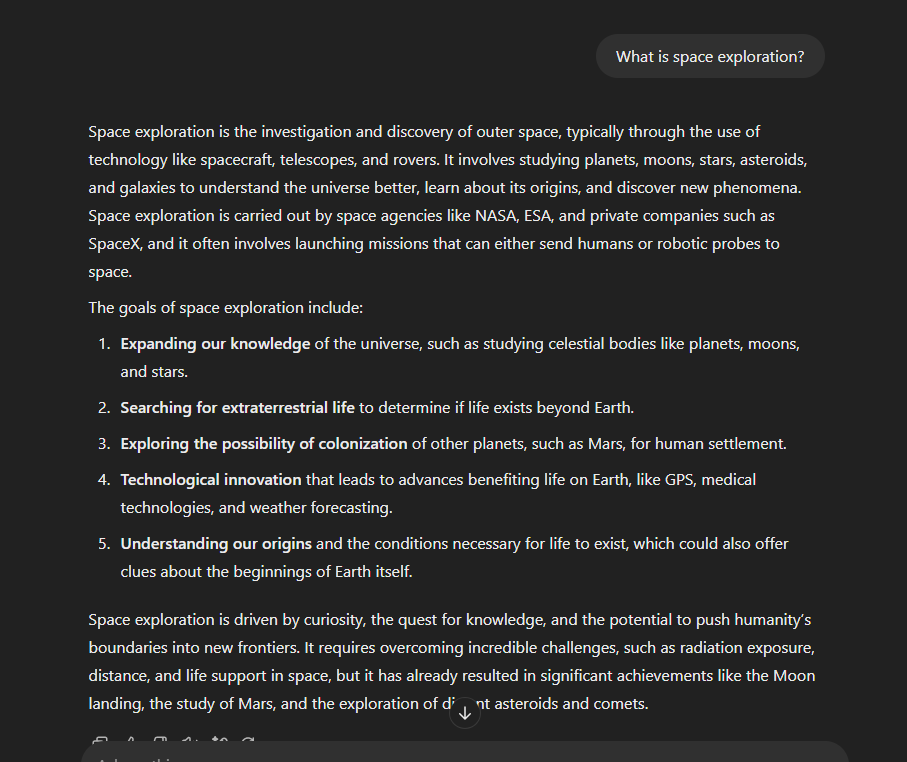 What is space exploration?
Space exploration is the investigation and discovery of outer space, typically through the use of
technology like spacecraft, telescopes, and rovers. It involves studying planets, moons, stars, asteroids,
and galaxies to understand the universe better, learn about its origins, and discover new phenomena.
Space exploration is carried out by space agencies like NASA, ESA, and private companies such as
SpaceX, and it often involves launching missions that can either send humans or robotic probes to
space.
The goals of space exploration include:
1. Expanding our knowledge of the universe, such as studying celestial bodies like planets, moons,
and stars.
2. Searching for extraterrestrial life to determine if life exists beyond Earth.
3. Exploring the possibility of colonization of other planets, such as Mars, for human settlement.
4. Technological innovation that leads to advances benefiting life on Earth, like GPS, medical
technologies, and weather forecasting.
5. Understanding our origins and the conditions necessary for life to exist, which could also offer
clues about the beginnings of Earth itself.
Space exploration is driven by curiosity, the quest for knowledge, and the potential to push humanity’s
boundaries into new frontiers. It requires overcoming incredible challenges, such as radiation exposure,
distance, and life support in space, but it has already resulted in significant achievements like the Moon
landing, the study of Mars, and the exploration of asteroids and comets.